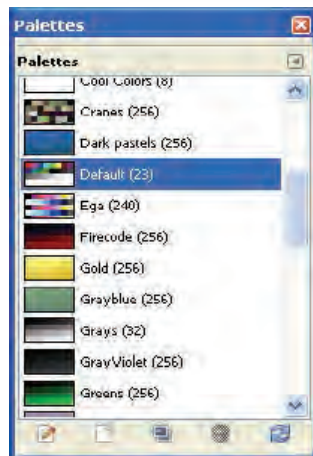 Palettes
Palettes
Cool Colors (8)
Cranes (256)
Dark pastels (256)
Default (23)
Ega (240)
Firecode (256)
Gold (256)
Grayblue (256)
Grays (32)
GrayViolet (256)
Greens (256)